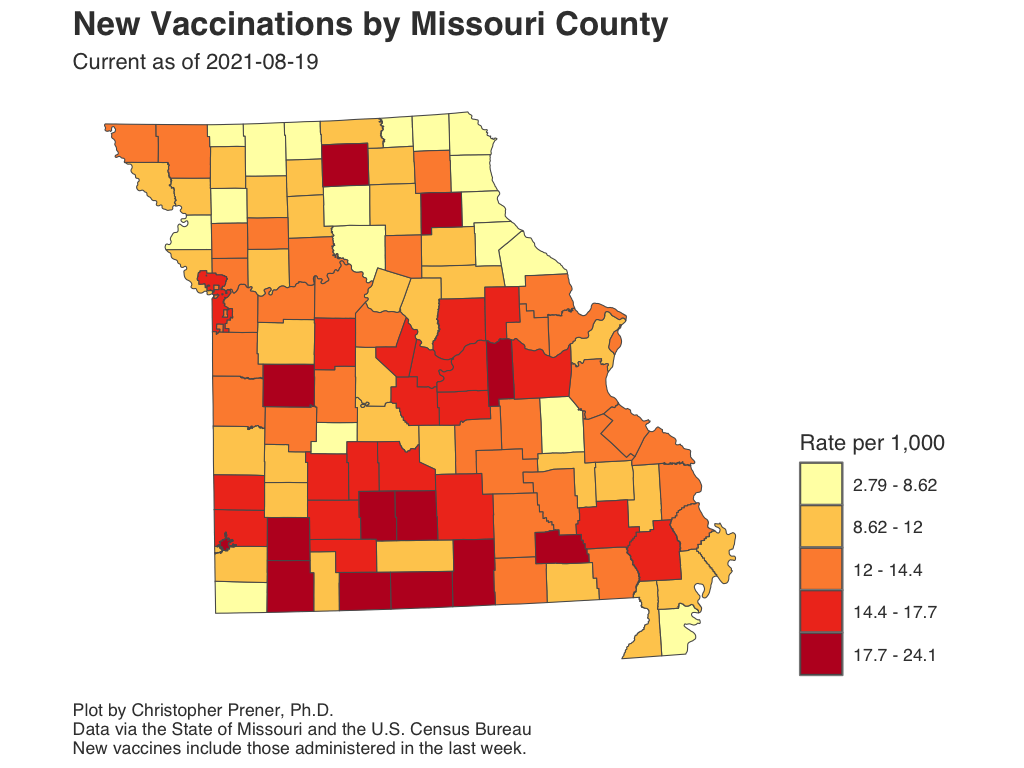 New Vaccinations by Missouri County
Current as of 2021-08-19
Rate per 1,000
2.79 - 8.62
8.62 - 12
12 - 14.4
14.4 - 17.7
17.7 - 24.1
Plot by Christopher Prener, Ph.D.
Data via the State of Missouri and the U.S. Census Bureau
New vaccines include those administered in the last week.